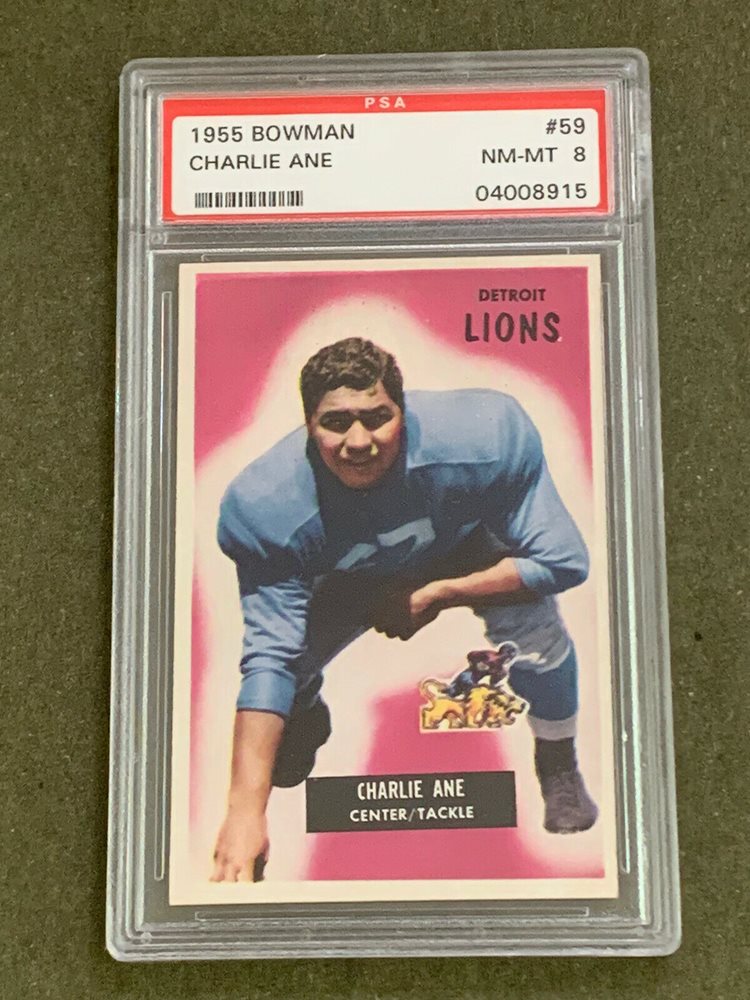 PSA
1955 BOWMAN #59
CHARLIE ANE NM-MT 8
04008915
DETROIT
LIONS
CHARLIE ANE
CENTER/TACKLE